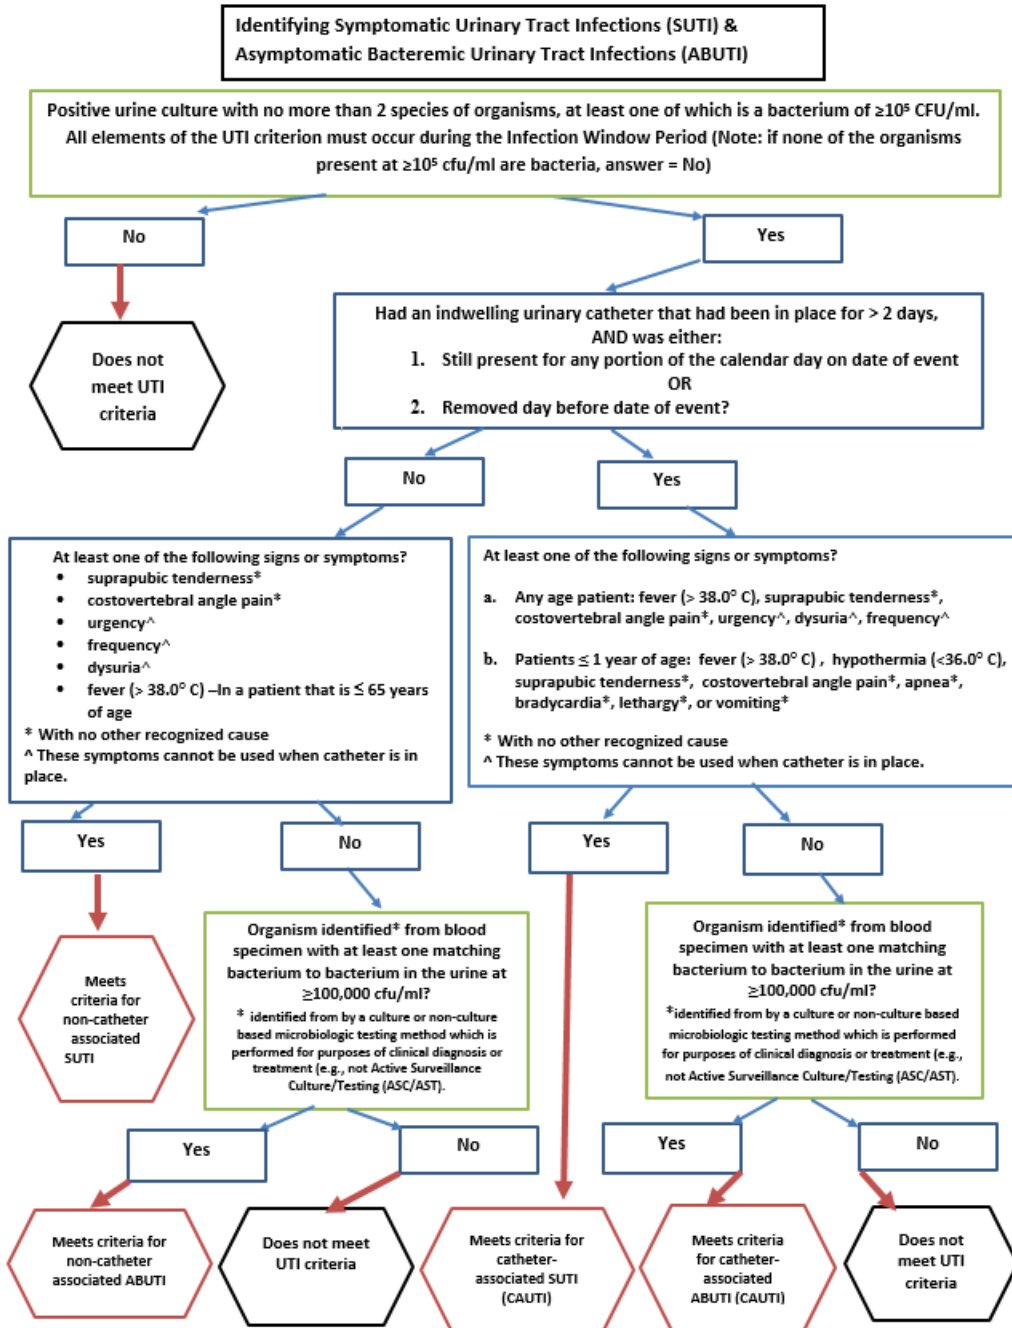 Identifying Symptomatic Urinary Tract Infections (SUTI) &
Asymptomatic Bacteremic Urinary Tract Infections (ABUTI)
Positive urine culture with no more than 2 species of organisms, at least one of which is a bacterium of ≥10⁵ CFU/ml.
All elements of the UTI criterion must occur during the Infection Window Period (Note: if none of the organisms
present at ≥10⁵ cfu/ml are bacteria, answer = No)
No
Yes
Does not
meet UTI
criteria
Had an indwelling urinary catheter that had been in place for > 2 days,
AND was either:
1. Still present for any portion of the calendar day on date of event
OR
2. Removed day before date of event?
No
Yes
At least one of the following signs or symptoms?
• suprapubic tenderness*
• costovertebral angle pain*
• urgency^
• frequency^
• dysuria^
• fever (> 38.0° C) –In a patient that is ≤ 65 years
of age
* With no other recognized cause
^ These symptoms cannot be used when catheter is in
place.
At least one of the following signs or symptoms?
a. Any age patient: fever (> 38.0° C), suprapubic tenderness*,
costovertebral angle pain*, urgency^, dysuria^, frequency^
b. Patients ≤ 1 year of age: fever (> 38.0° C) , hypothermia (<36.0° C),
suprapubic tenderness*, costovertebral angle pain*, apnea*,
bradycardia*, lethargy*, or vomiting*
* With no other recognized cause
^ These symptoms cannot be used when catheter is in place.
Yes
No
Yes
No
Meets
criteria for
non-catheter
associated
SUTI
Organism identified* from blood
specimen with at least one matching
bacterium to bacterium in the urine at
≥100,000 cfu/ml?
* identified from by a culture or non-culture
based microbiologic testing method which is
performed for purposes of clinical diagnosis or
treatment (e.g., not Active Surveillance
Culture/Testing (ASC/AST).
Organism identified* from blood
specimen with at least one matching
bacterium to bacterium in the urine at
≥100,000 cfu/ml?
*identified from by a culture or non-culture based
microbiologic testing method which is performed
for purposes of clinical diagnosis or treatment (e.g.,
not Active Surveillance Culture/Testing (ASC/AST).
Yes
No
Yes
No
Meets criteria for
non-catheter
associated ABUTI
Does not meet
UTI criteria
Meets criteria for
catheter-
associated SUTI
(CAUTI)
Meets criteria
for catheter-
associated
ABUTI (CAUTI)
Does not
meet UTI
criteria